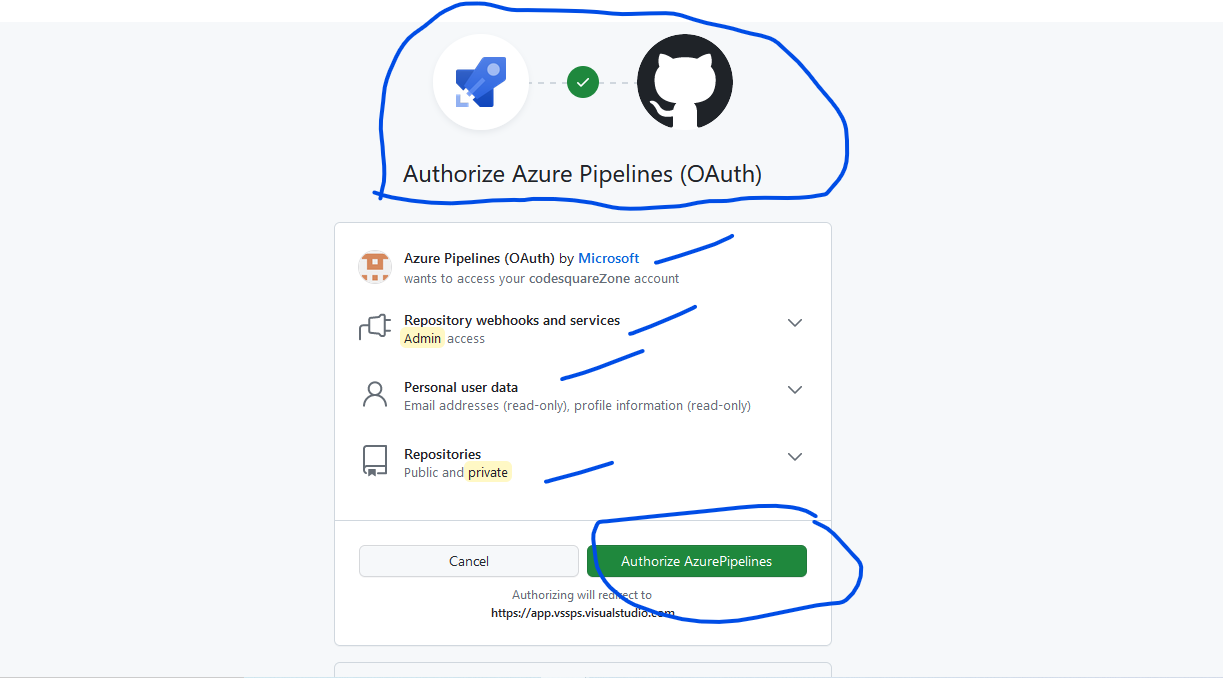 Authorize Azure Pipelines (OAuth)
Azure Pipelines (OAuth) by Microsoft
wants to access your codesquareZone account
Repository webhooks and services
Admin access
Personal user data
Email addresses (read-only), profile information (read-only)
Repositories
Public and private
Cancel
Authorize AzurePipelines
Authorizing will redirect to
https://app.vssps.visualstudio.com